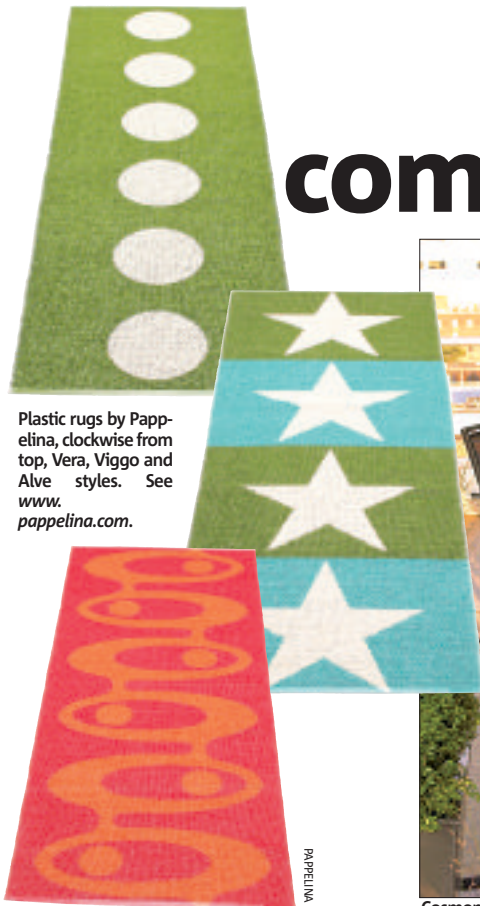 com
Plastic rugs by Papp-
elina, clockwise from
top, Vera, Viggo and
Alve styles. See
www.
pappelina.com.
PAPPELINA